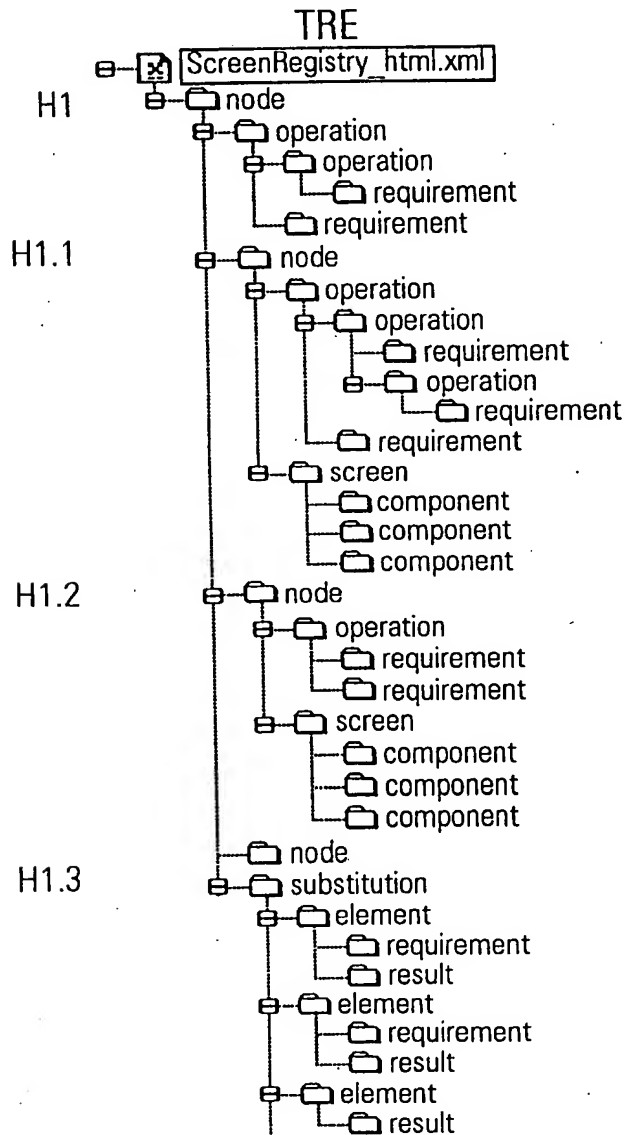 TRE
ScreenRegistry_html.xml
H1 node
operation
operation
requirement
requirement
H1.1 node
operation
operation
requirement
operation
requirement
requirement
screen
component
component
component
H1.2 node
operation
requirement
requirement
screen
component
component
component
node
H1.3 substitution
element
requirement
result
element
requirement
result
element
result